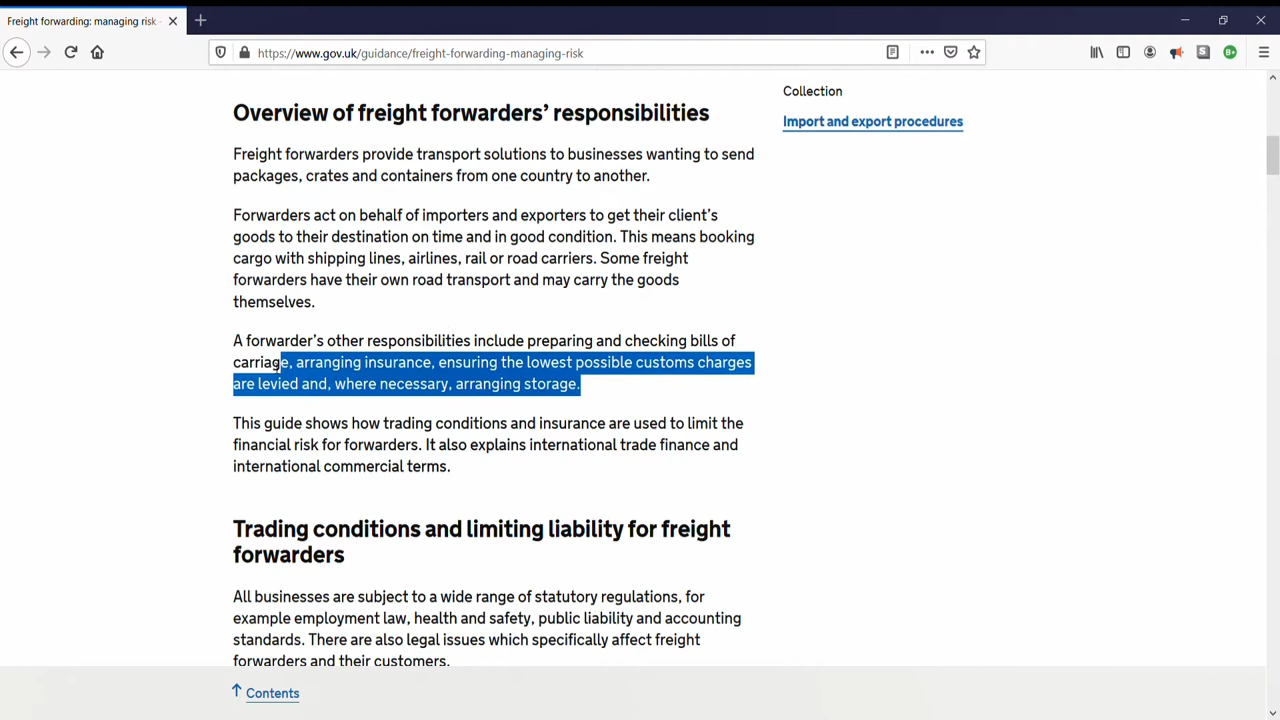 Freight forwarding: managing risk -
https://www.gov.uk/guidance/freight-forwarding-managing-risk
Overview of freight forwarders’ responsibilities
Collection
Import and export procedures
Freight forwarders provide transport solutions to businesses wanting to send
packages, crates and containers from one country to another.
Forwarders act on behalf of importers and exporters to get their client’s
goods to their destination on time and in good condition. This means booking
cargo with shipping lines, airlines, rail or road carriers. Some freight
forwarders have their own road transport and may carry the goods
themselves.
A forwarder’s other responsibilities include preparing and checking bills of
carriage, arranging insurance, ensuring the lowest possible customs charges
are levied and, where necessary, arranging storage.
This guide shows how trading conditions and insurance are used to limit the
financial risk for forwarders. It also explains international trade finance and
international commercial terms.
Trading conditions and limiting liability for freight
forwarders
All businesses are subject to a wide range of statutory regulations, for
example employment law, health and safety, public liability and accounting
standards. There are also legal issues which specifically affect freight
forwarders and their customers.
Contents